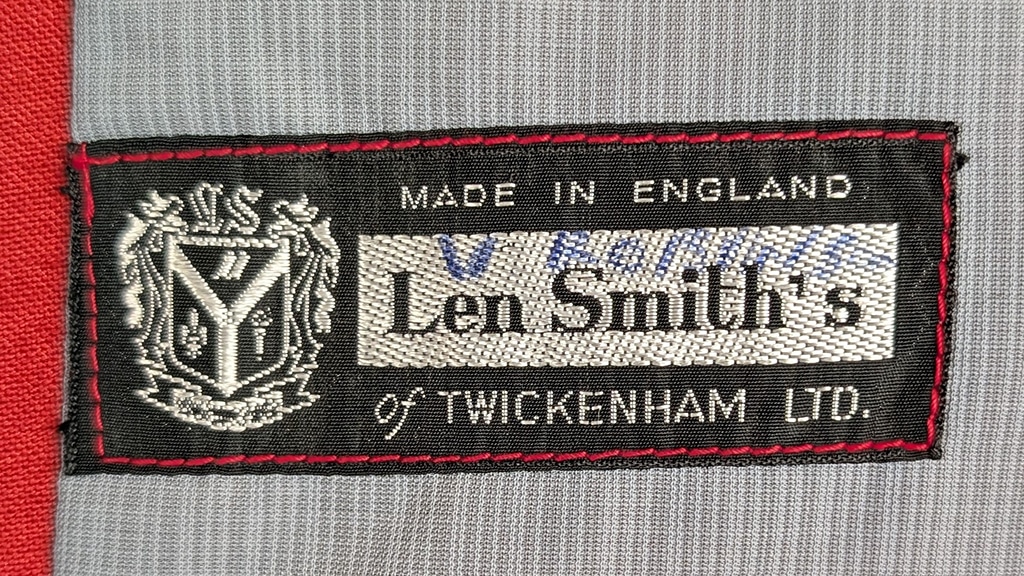 MADE IN ENGLAND
Len Smith's
of TWICKENHAM LTD.